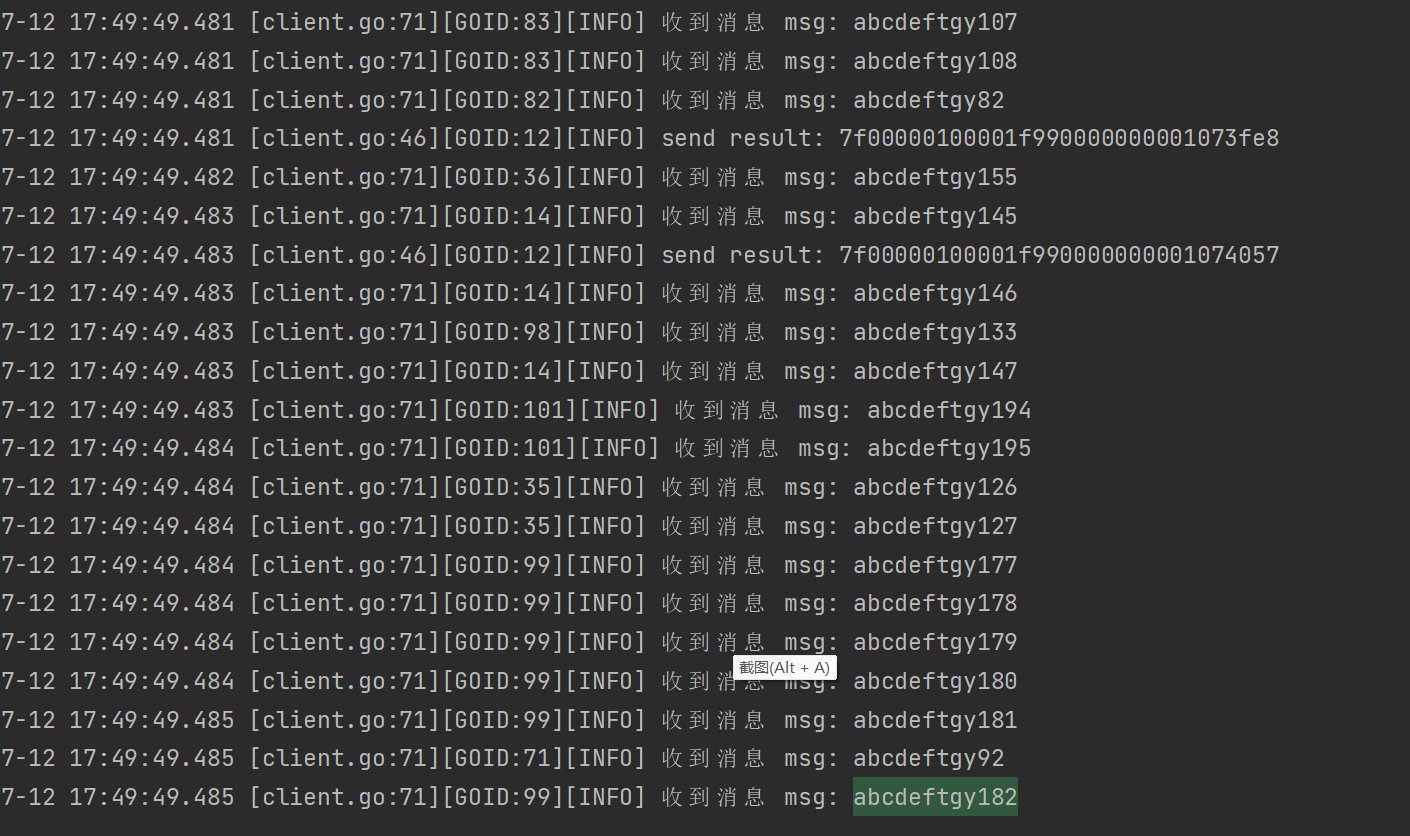 7-12 17:49:49.481 [client.go:71][GOID:83][INFO] 收到消息 msg: abcdeftgy107
7-12 17:49:49.481 [client.go:71][GOID:83][INFO] 收到消息 msg: abcdeftgy108
7-12 17:49:49.481 [client.go:71][GOID:82][INFO] 收到消息 msg: abcdeftgy82
7-12 17:49:49.481 [client.go:46][GOID:12][INFO] send result: 7f00000100001f990000000001073fe8
7-12 17:49:49.482 [client.go:71][GOID:36][INFO] 收到消息 msg: abcdeftgy155
7-12 17:49:49.483 [client.go:71][GOID:14][INFO] 收到消息 msg: abcdeftgy145
7-12 17:49:49.483 [client.go:46][GOID:12][INFO] send result: 7f00000100001f990000000001074057
7-12 17:49:49.483 [client.go:71][GOID:14][INFO] 收到消息 msg: abcdeftgy146
7-12 17:49:49.483 [client.go:71][GOID:98][INFO] 收到消息 msg: abcdeftgy133
7-12 17:49:49.483 [client.go:71][GOID:14][INFO] 收到消息 msg: abcdeftgy147
7-12 17:49:49.483 [client.go:71][GOID:101][INFO] 收到消息 msg: abcdeftgy194
7-12 17:49:49.484 [client.go:71][GOID:101][INFO] 收到消息 msg: abcdeftgy195
7-12 17:49:49.484 [client.go:71][GOID:35][INFO] 收到消息 msg: abcdeftgy126
7-12 17:49:49.484 [client.go:71][GOID:35][INFO] 收到消息 msg: abcdeftgy127
7-12 17:49:49.484 [client.go:71][GOID:99][INFO] 收到消息 msg: abcdeftgy177
7-12 17:49:49.484 [client.go:71][GOID:99][INFO] 收到消息 msg: abcdeftgy178
7-12 17:49:49.484 [client.go:71][GOID:99][INFO] 收到消息 msg: abcdeftgy179
截图(Alt + A)
7-12 17:49:49.484 [client.go:71][GOID:99][INFO] 收到消息 msg: abcdeftgy180
7-12 17:49:49.485 [client.go:71][GOID:99][INFO] 收到消息 msg: abcdeftgy181
7-12 17:49:49.485 [client.go:71][GOID:71][INFO] 收到消息 msg: abcdeftgy92
7-12 17:49:49.485 [client.go:71][GOID:99][INFO] 收到消息 msg: abcdeftgy182